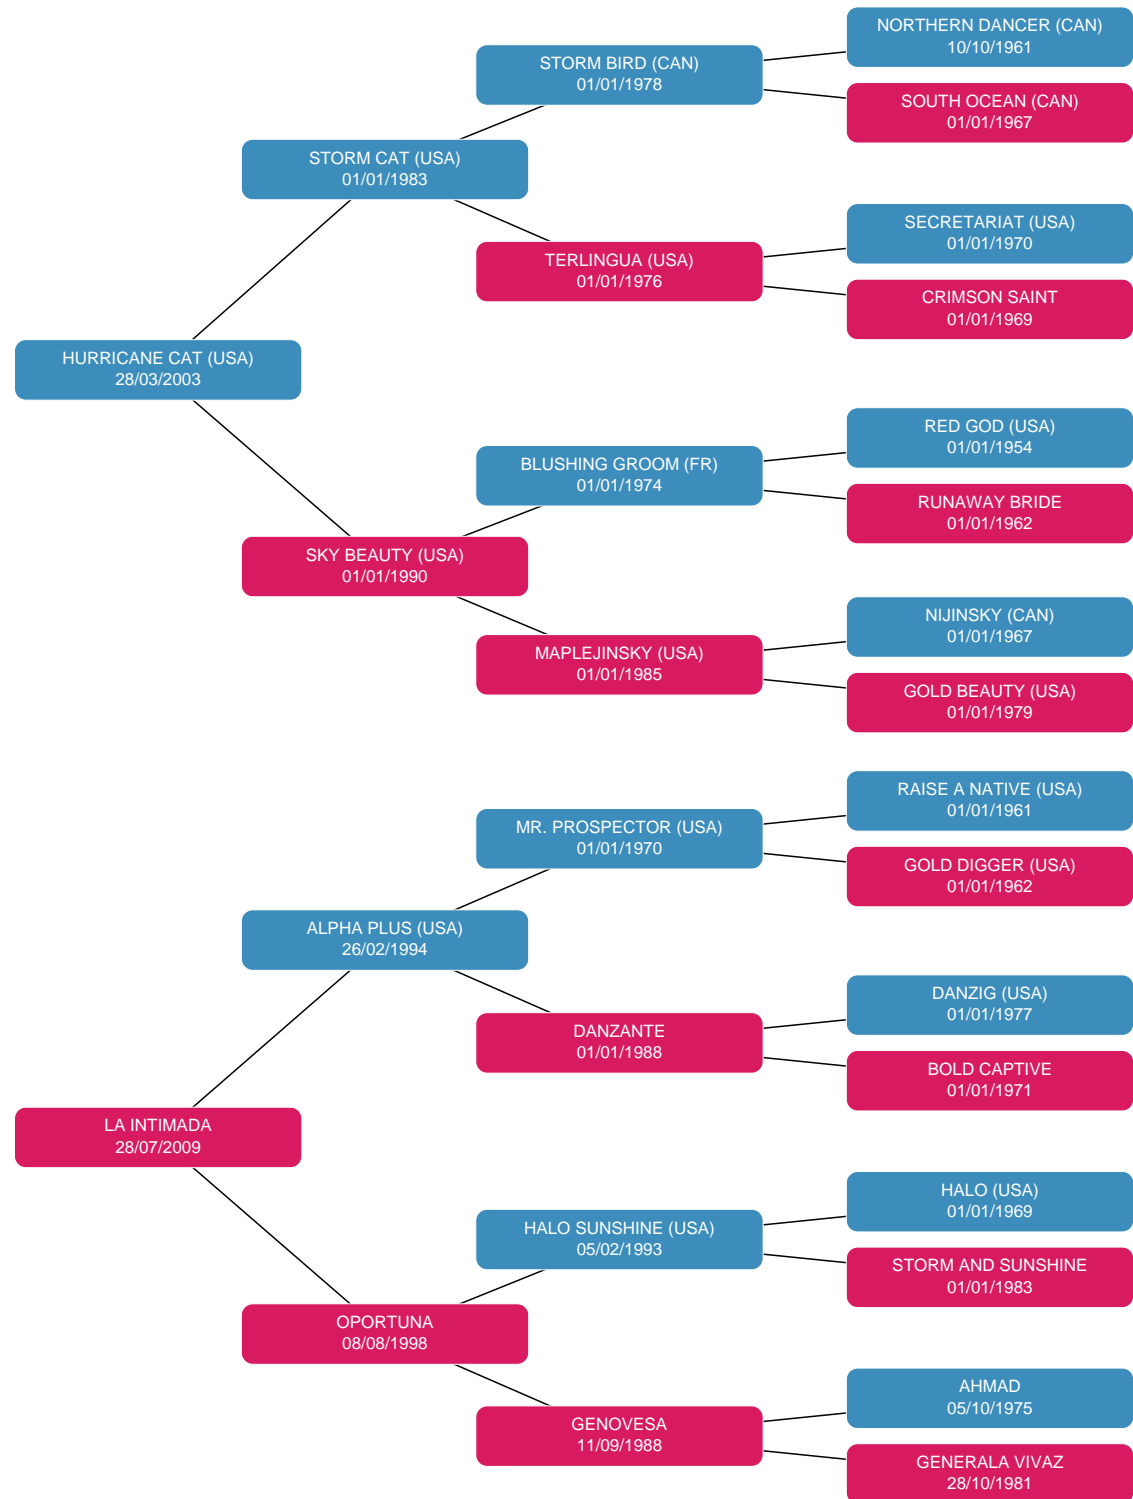 NORTHERN DANCER (CAN)
10/10/1961
STORM BIRD (CAN)
01/01/1978
SOUTH OCEAN (CAN)
01/01/1967
STORM CAT (USA)
01/01/1983
SECRETARIAT (USA)
01/01/1970
TERLINGUA (USA)
01/01/1976
CRIMSON SAINT
01/01/1969
HURRICANE CAT (USA)
28/03/2003
RED GOD (USA)
01/01/1954
BLUSHING GROOM (FR)
01/01/1974
RUNAWAY BRIDE
01/01/1962
SKY BEAUTY (USA)
01/01/1990
NIJINSKY (CAN)
01/01/1967
MAPLEJINSKY (USA)
01/01/1985
GOLD BEAUTY (USA)
01/01/1979
RAISE A NATIVE (USA)
01/01/1961
MR. PROSPECTOR (USA)
01/01/1970
GOLD DIGGER (USA)
01/01/1962
ALPHA PLUS (USA)
26/02/1994
DANZIG (USA)
01/01/1977
DANZANTE
01/01/1988
BOLD CAPTIVE
01/01/1971
LA INTIMADA
28/07/2009
HALO (USA)
01/01/1969
HALO SUNSHINE (USA)
05/02/1993
STORM AND SUNSHINE
01/01/1983
OPORTUNA
08/08/1998
AHMAD
05/10/1975
GENOVESA
11/09/1988
GENERALA VIVAZ
28/10/1981